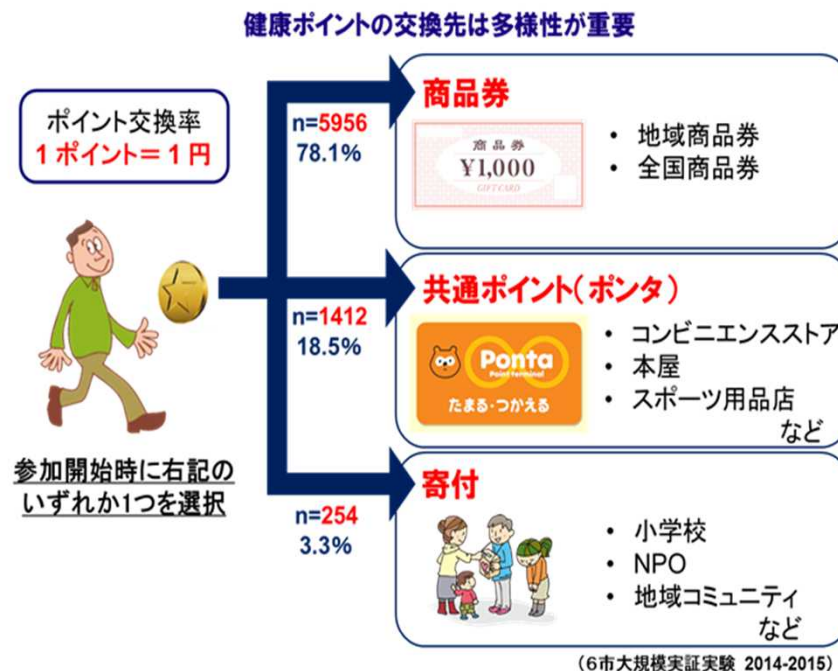 健康ポイントの交換先は多様性が重要
ポイント交換率
1ポイント＝1円
参加開始時に右記の
いずれか1つを選択
n=5956
78.1%
商品券
商品券
¥1,000
GIFT CARD
• 地域商品券
• 全国商品券
n=1412
18.5%
共通ポイント(ポンタ)
Ponta
Point terminal
たまる・つかえる
• コンビニエンスストア
• 本屋
• スポーツ用品店
など
n=254
3.3%
寄付
• 小学校
• NPO
• 地域コミュニティ
など
(6市大規模実証実験 2014-2015)